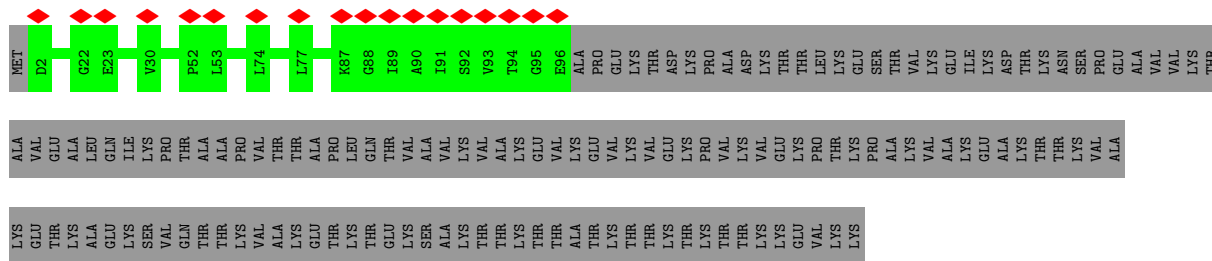 MET D2 G22 E23 V30 P52 L53 L74 L77 K87 G88 I89 A90 I91 S92 V93 T94 G95 E96 ALA PRO GLU LYS THR ASP LYS PRO ALA ASP LYS THR THR LEU LYS GLU SER THR VAL LYS GLU ILE LYS ASP THR LYS ASN SER PRO GLU ALA VAL VAL LYS THR
ALA VAL GLU ALA LEU GLN ILE LYS PRO THR ALA ALA PRO VAL THR THR ALA PRO LEU GLN THR VAL ALA VAL LYS VAL ALA LYS GLU VAL LYS GLU VAL LYS VAL GLU LYS PRO VAL LYS VAL GLU LYS PRO THR LYS PRO ALA LYS VAL ALA LYS GLU ALA LYS THR THR LYS VAL ALA
LYS GLU THR LYS ALA GLU LYS SER VAL GLN THR THR LYS VAL ALA LYS GLU THR LYS THR GLU LYS SER ALA LYS THR THR LYS THR THR ALA THR LYS THR THR LYS THR LYS THR THR LYS LYS GLU VAL LYS LYS